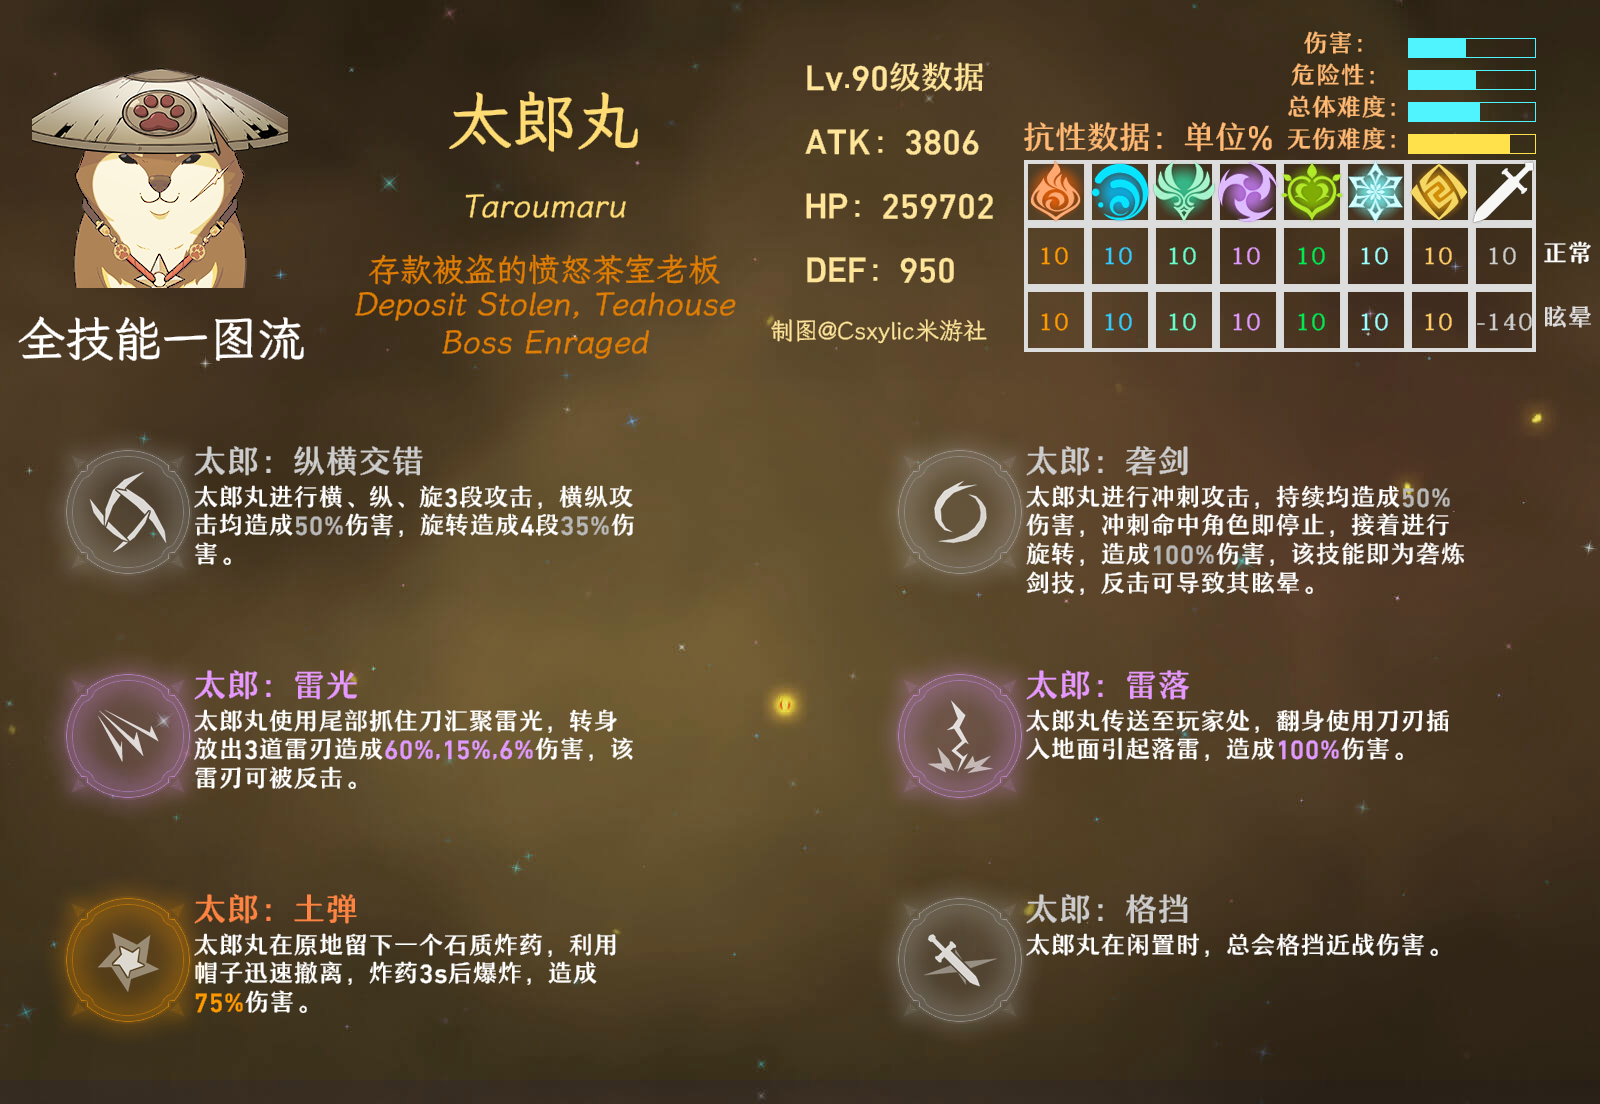 太郎丸
Taroumaru
存款被盗的愤怒茶室老板
Deposit Stolen, Teahouse
Boss Enraged
全技能一图流
Lv.90级数据
ATK：3806
HP：259702
DEF：950
制图@Csxylic米游社
伤害：
危险性：
总体难度：
无伤难度：
抗性数据：单位%
10 10 10 10 10 10 10 10 正常
10 10 10 10 10 10 10 -140 眩晕
太郎：纵横交错
太郎丸进行横、纵、旋3段攻击，横纵攻
击均造成50%伤害，旋转造成4段35%伤
害。
太郎：砻剑
太郎丸进行冲刺攻击，持续均造成50%
伤害，冲刺命中角色即停止，接着进行
旋转，造成100%伤害，该技能即为砻炼
剑技，反击可导致其眩晕。
太郎：雷光
太郎丸使用尾部抓住刀汇聚雷光，转身
放出3道雷刃造成60%,15%,6%伤害，该
雷刃可被反击。
太郎：雷落
太郎丸传送至玩家处，翻身使用刀刃插
入地面引起落雷，造成100%伤害。
太郎：土弹
太郎丸在原地留下一个石质炸药，利用
帽子迅速撤离，炸药3s后爆炸，造成
75%伤害。
太郎：格挡
太郎丸在闲置时，总会格挡近战伤害。